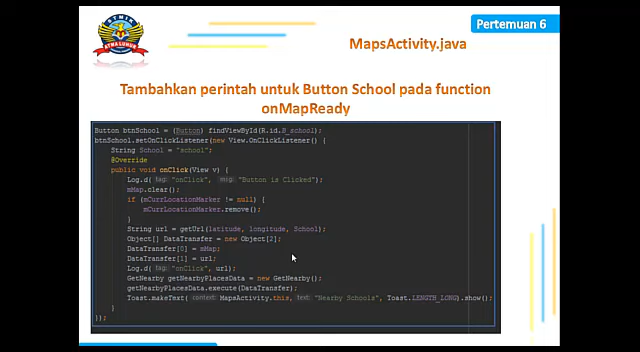 STMIK
ATMA LUHUR
Pertemuan 6
MapsActivity.java
Tambahkan perintah untuk Button School pada function
onMapReady
Button btnSchool = (Button) findViewById(R.id.B_school);
btnSchool.setOnClickListener(new View.OnClickListener() {
String School = "school";
@Override
public void onClick(View v) {
Log.d( tag: "onClick", msg: "Button is Clicked");
mMap.clear();
if (mCurrLocationMarker != null) {
mCurrLocationMarker.remove();
}
String url = getUrl(latitude, longitude, School);
Object[] DataTransfer = new Object[2];
DataTransfer[0] = mMap;
DataTransfer[1] = url;
Log.d( tag: "onClick", url);
GetNearby getNearbyPlacesData = new GetNearby();
getNearbyPlacesData.execute(DataTransfer);
Toast.makeText( context: MapsActivity.this, text: "Nearby Schools", Toast.LENGTH_LONG).show();
}
});